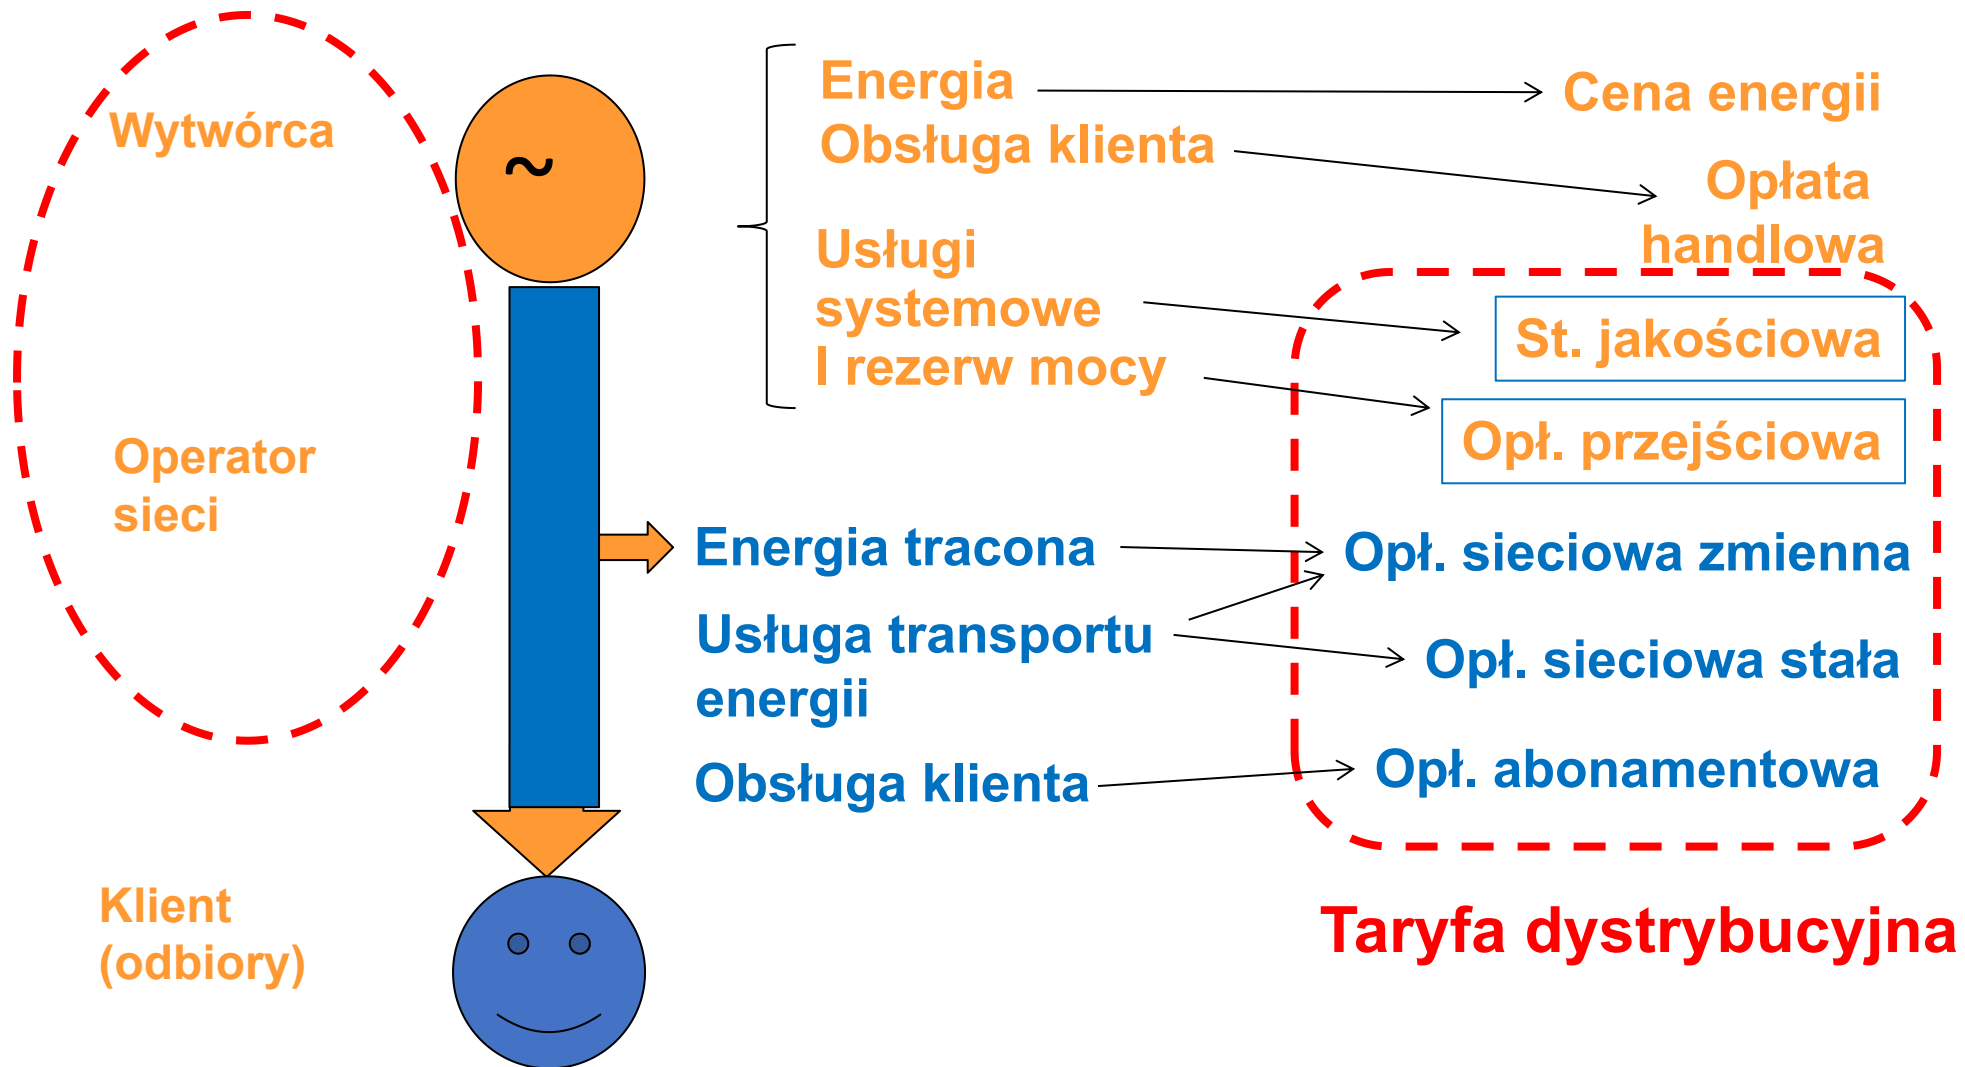 Wytwórca
Operator
sieci
Klient
(odbiory)
~
Energia
Obsługa klienta
Usługi
systemowe
I rezerw mocy
Energia tracona
Usługa transportu
energii
Obsługa klienta
Cena energii
Opłata
handlowa
St. jakościowa
Opł. przejściowa
Opł. sieciowa zmienna
Opł. sieciowa stała
Opł. abonamentowa
Taryfa dystrybucyjna